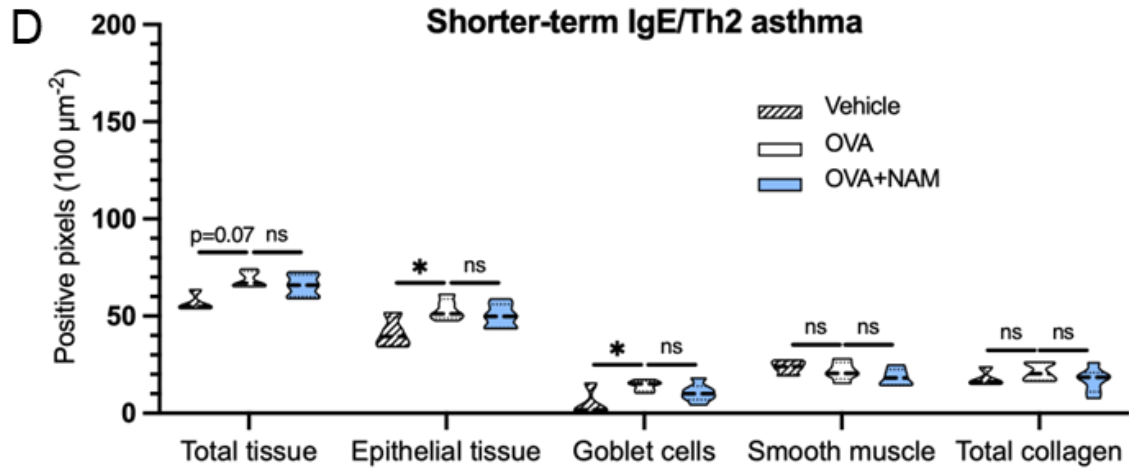 D
Shorter-term IgE/Th2 asthma
Positive pixels (100 µm⁻²)
200
150
100
50
0
Vehicle
OVA
OVA+NAM
p=0.07 ns
* ns
* ns
ns ns
ns ns
Total tissue Epithelial tissue Goblet cells Smooth muscle Total collagen